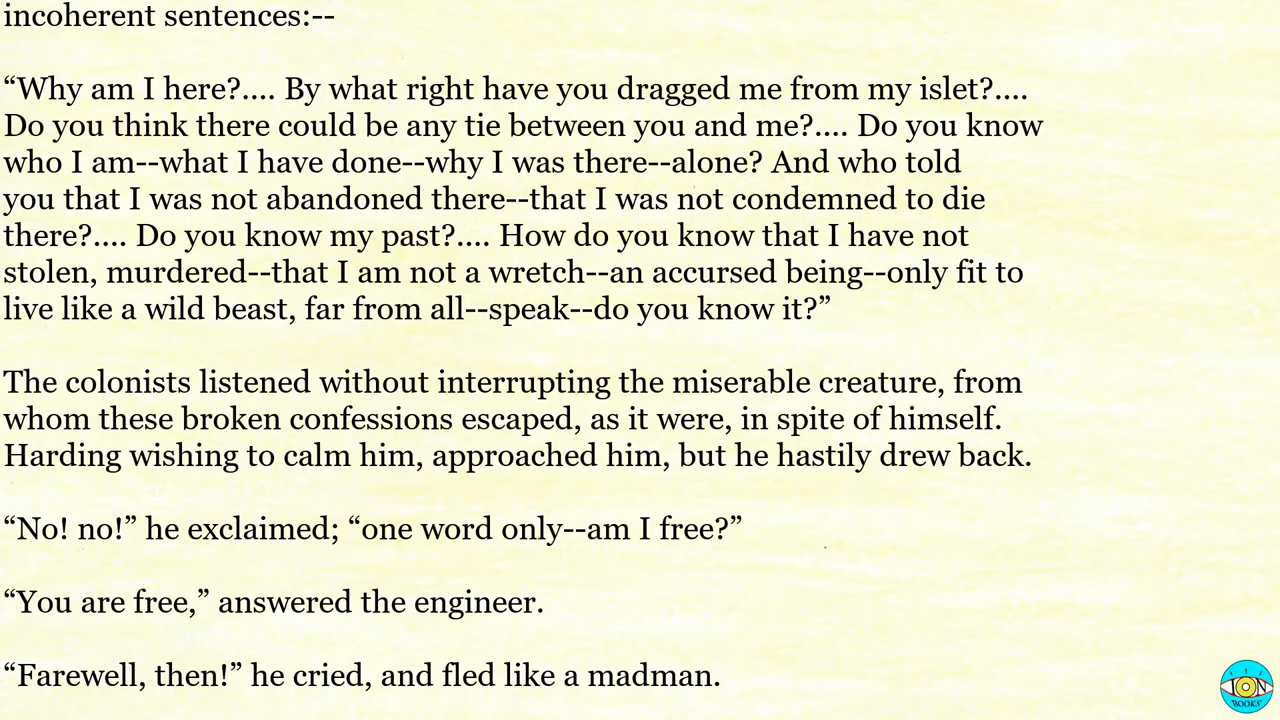 incoherent sentences:--
“Why am I here?.... By what right have you dragged me from my islet?....
Do you think there could be any tie between you and me?.... Do you know
who I am--what I have done--why I was there--alone? And who told
you that I was not abandoned there--that I was not condemned to die
there?.... Do you know my past?.... How do you know that I have not
stolen, murdered--that I am not a wretch--an accursed being--only fit to
live like a wild beast, far from all--speak--do you know it?”
The colonists listened without interrupting the miserable creature, from
whom these broken confessions escaped, as it were, in spite of himself.
Harding wishing to calm him, approached him, but he hastily drew back.
“No! no!” he exclaimed; “one word only--am I free?”
“You are free,” answered the engineer.
“Farewell, then!” he cried, and fled like a madman.
ION
BOOKS